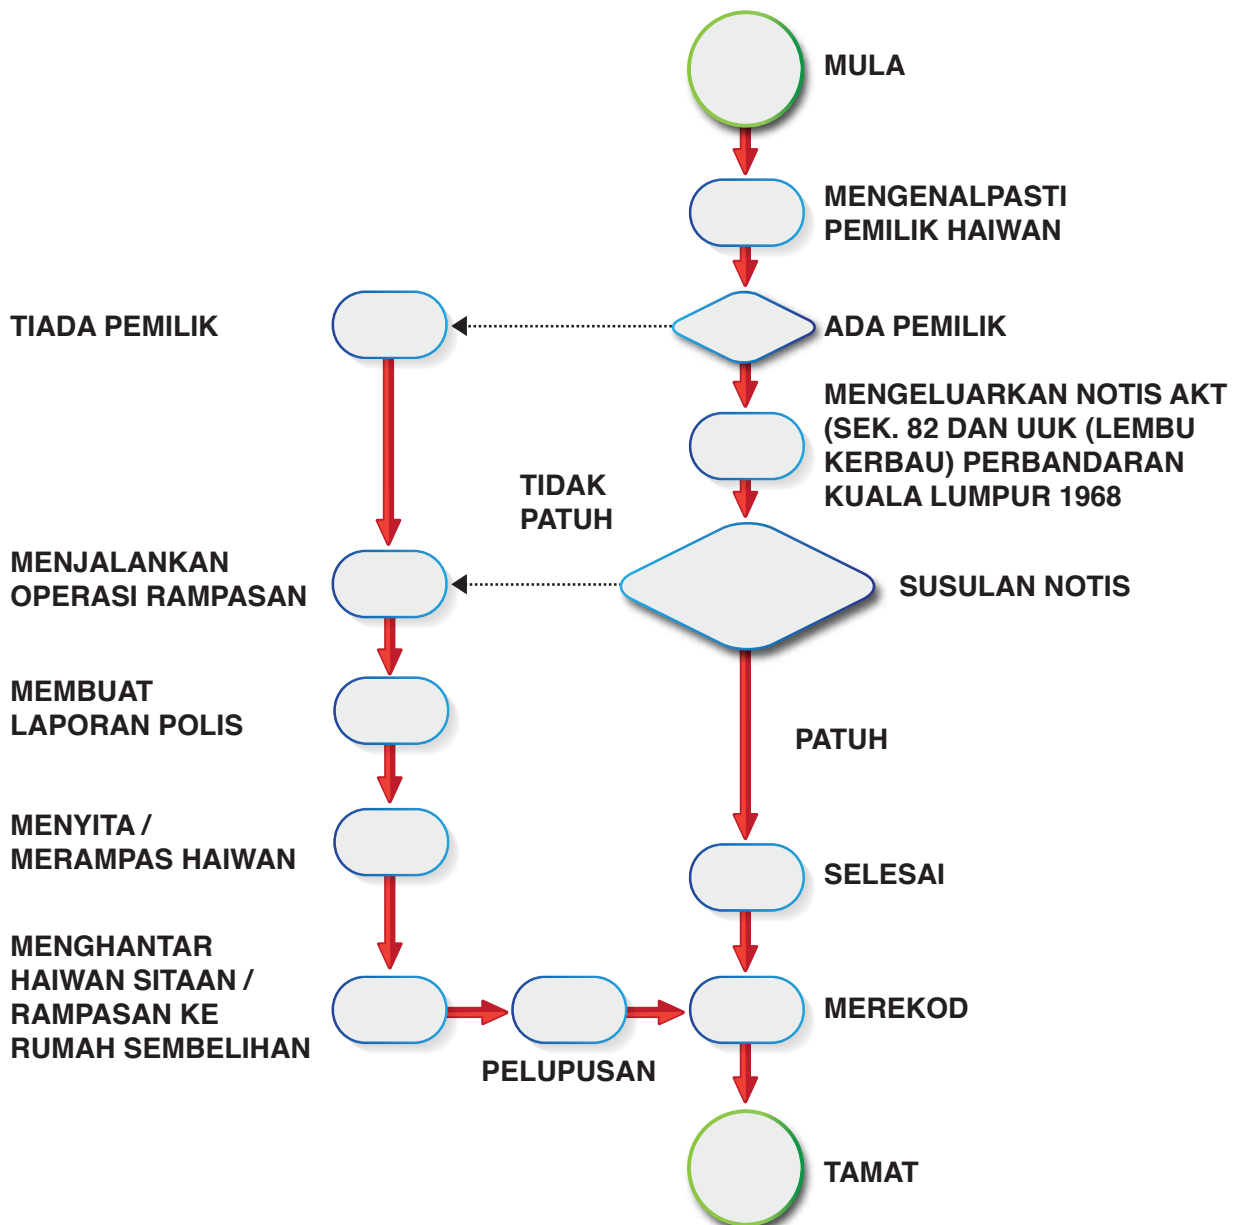 MULA
MENGENALPASTI
PEMILIK HAIWAN
TIADA PEMILIK
ADA PEMILIK
MENGELUARKAN NOTIS AKT
(SEK. 82 DAN UUK (LEMBU
KERBAU) PERBANDARAN
KUALA LUMPUR 1968
TIDAK
PATUH
MENJALANKAN
OPERASI RAMPASAN
SUSULAN NOTIS
MEMBUAT
LAPORAN POLIS
PATUH
MENYITA /
MERAMPAS HAIWAN
SELESAI
MENGHANTAR
HAIWAN SITAAN /
RAMPASAN KE
RUMAH SEMBELIHAN
PELUPUSAN
MEREKOD
TAMAT